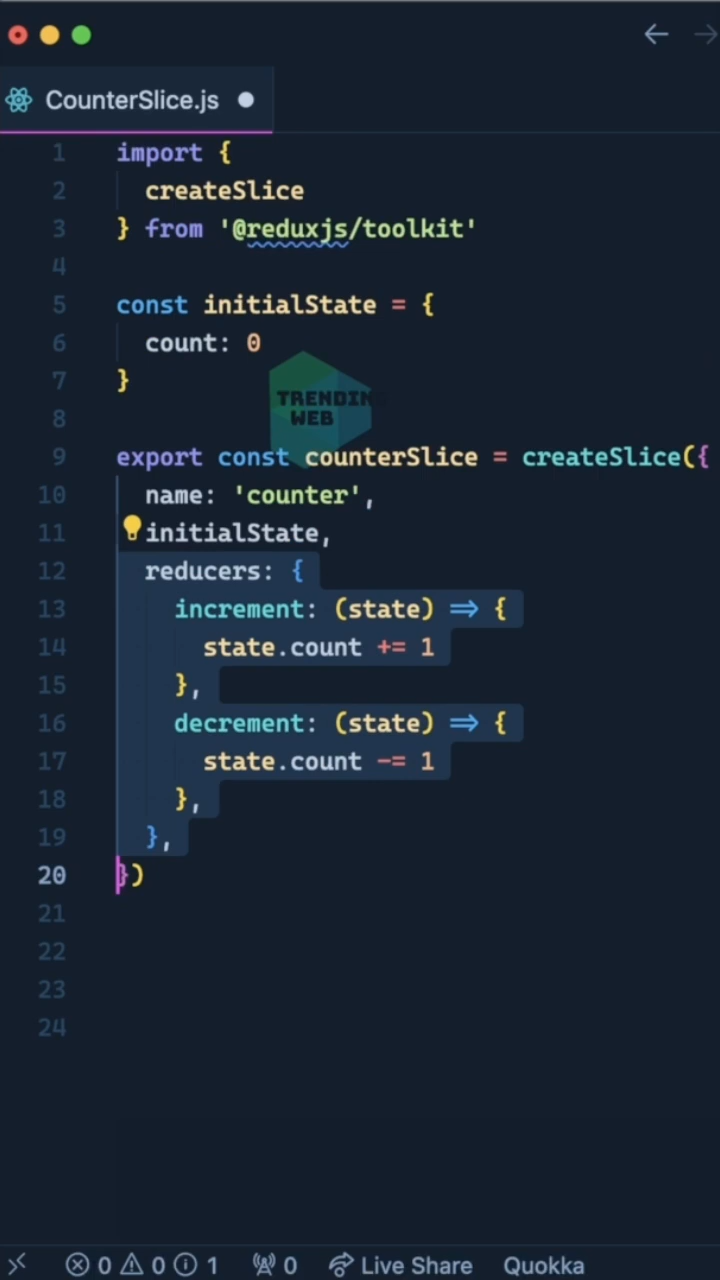 CounterSlice.js
1 import {
2 createSlice
3 } from '@reduxjs/toolkit'
4
5 const initialState = {
6 count: 0
7 }
8
TRENDING
WEB
9 export const counterSlice = createSlice({
10 name: 'counter',
11 initialState,
12 reducers: {
13 increment: (state) => {
14 state.count += 1
15 },
16 decrement: (state) => {
17 state.count -= 1
18 },
19 },
20 })
21
22
23
24
0 0 1 0 Live Share Quokka